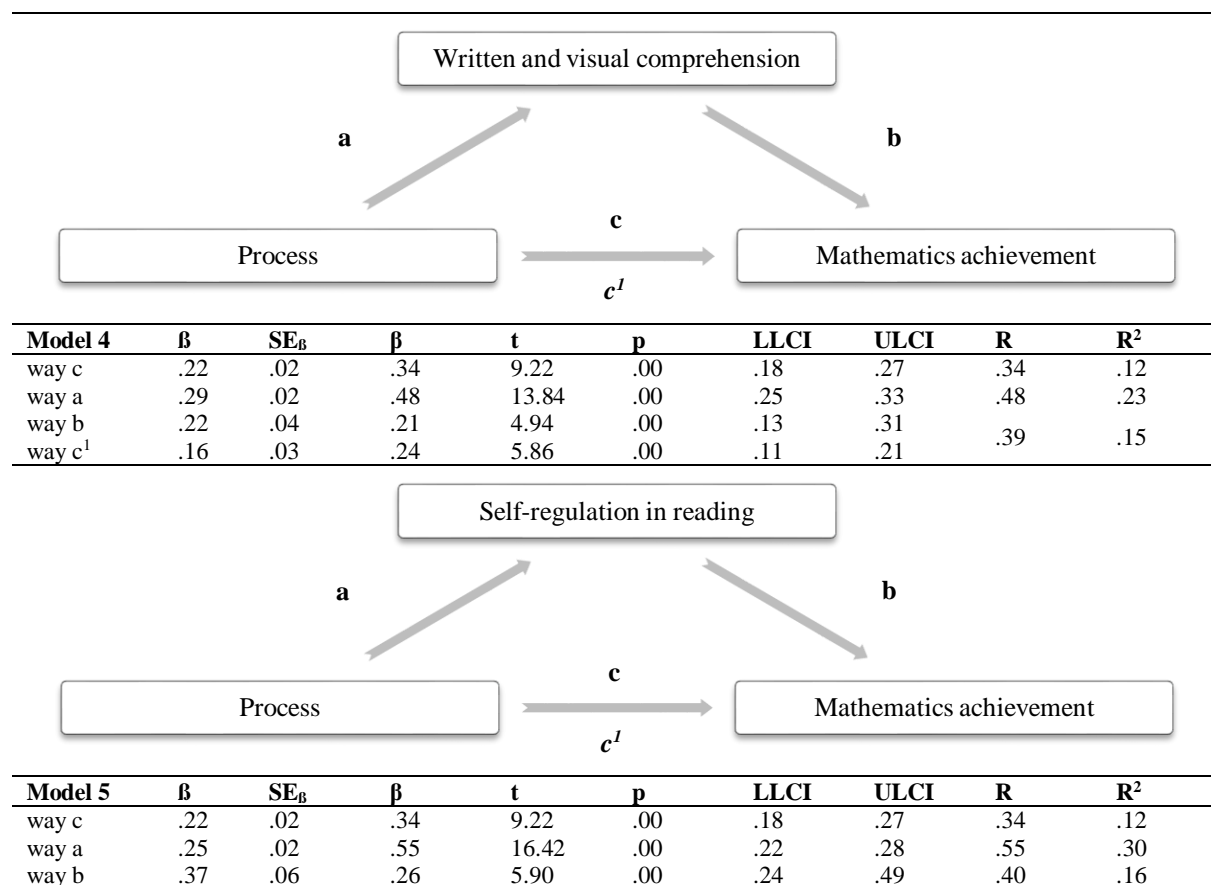 Written and visual comprehension
a b
c
Process Mathematics achievement
c¹
Model 4 ß SEß β t p LLCI ULCI R R²
way c .22 .02 .34 9.22 .00 .18 .27 .34 .12
way a .29 .02 .48 13.84 .00 .25 .33 .48 .23
way b .22 .04 .21 4.94 .00 .13 .31
.39 .15
way c¹ .16 .03 .24 5.86 .00 .11 .21
Self-regulation in reading
a b
c
Process Mathematics achievement
c¹
Model 5 ß SEß β t p LLCI ULCI R R²
way c .22 .02 .34 9.22 .00 .18 .27 .34 .12
way a .25 .02 .55 16.42 .00 .22 .28 .55 .30
way b .37 .06 .26 5.90 .00 .24 .49 .40 .16